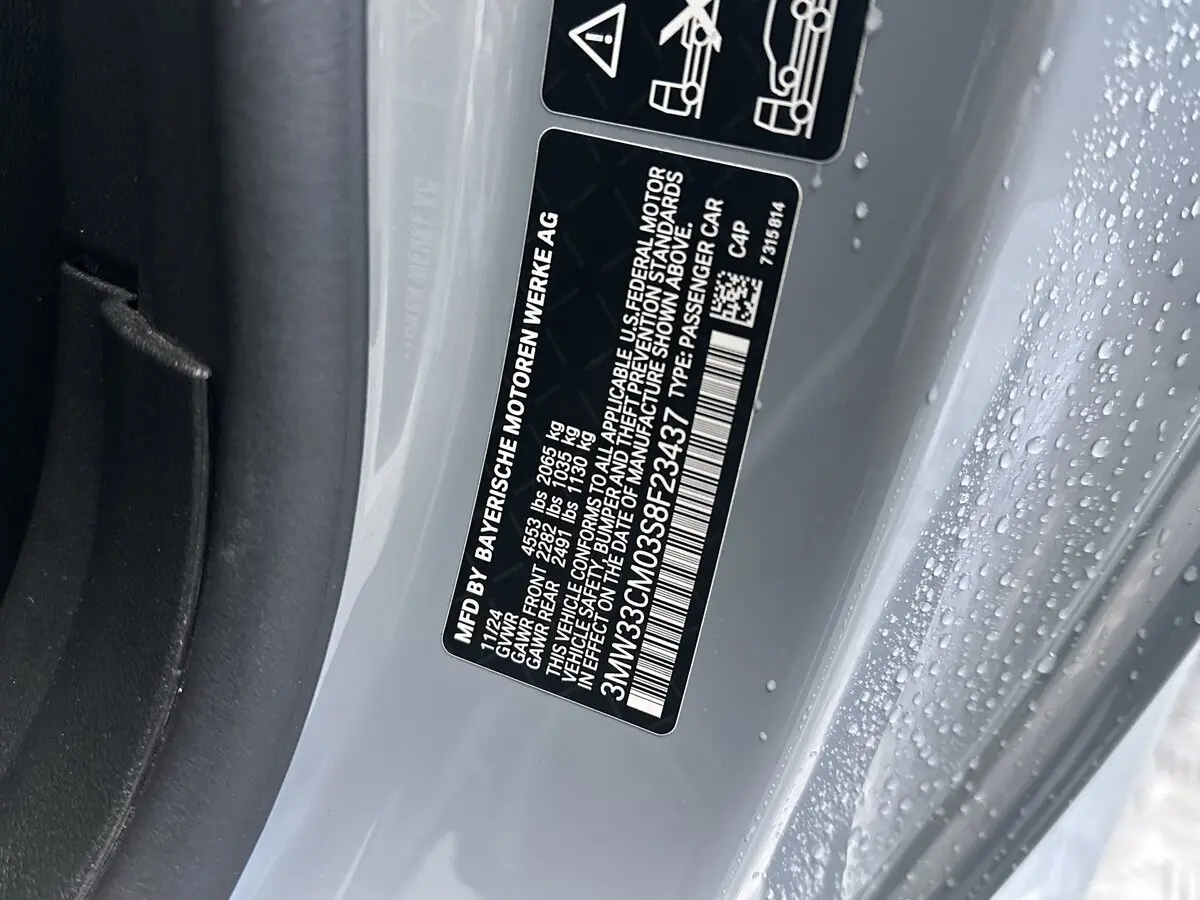 MFD BY BAYERISCHE MOTOREN WERKE AG
11/24
GVWR 4553 lbs 2065 kg
GAWR FRONT 2282 lbs 1035 kg
GAWR REAR 2491 lbs 1130 kg
THIS VEHICLE CONFORMS TO ALL APPLICABLE U.S.FEDERAL MOTOR
VEHICLE SAFETY, BUMPER AND THEFT PREVENTION STANDARDS
IN EFFECT ON THE DATE OF MANUFACTURE SHOWN ABOVE.
3MW33CM03S8F23437 TYPE: PASSENGER CAR
C4P
7 315 814